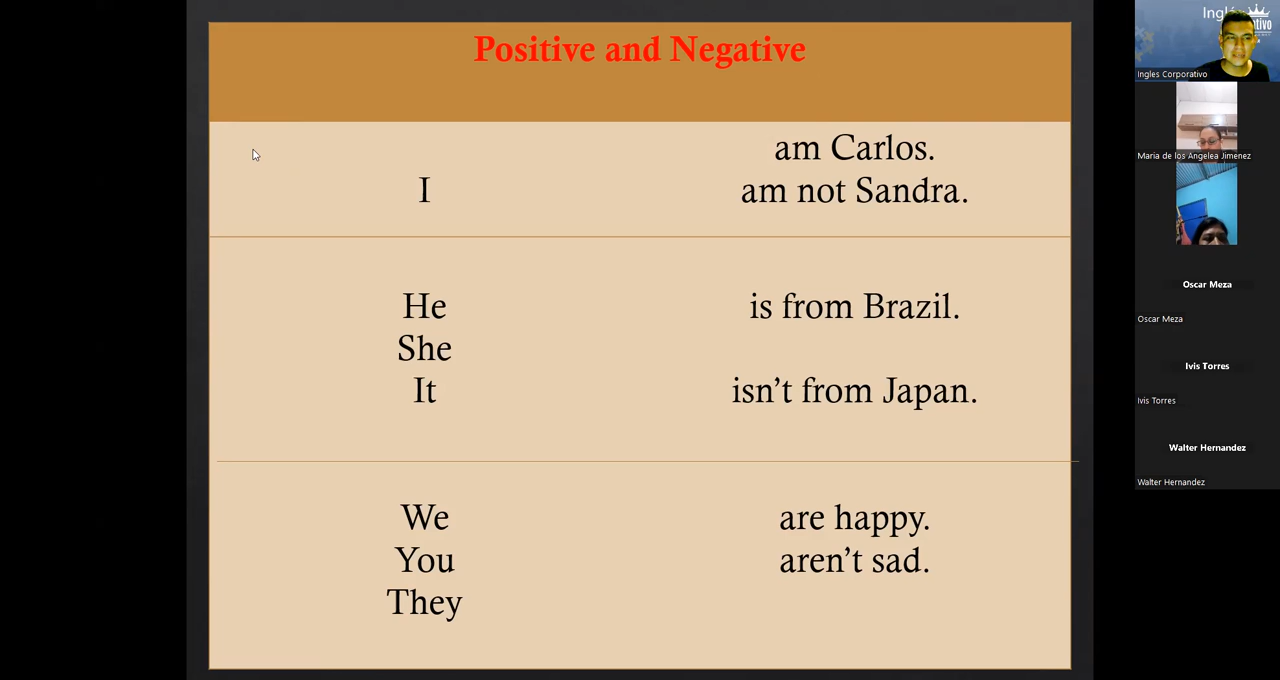 Positive and Negative
I
am Carlos.
am not Sandra.
He
She
It
is from Brazil.
isn't from Japan.
We
You
They
are happy.
aren't sad.
Ingles Corporativo
Maria de los Angelea Jimenez
Oscar Meza
Oscar Meza
Ivis Torres
Ivis Torres
Walter Hernandez
Walter Hernandez